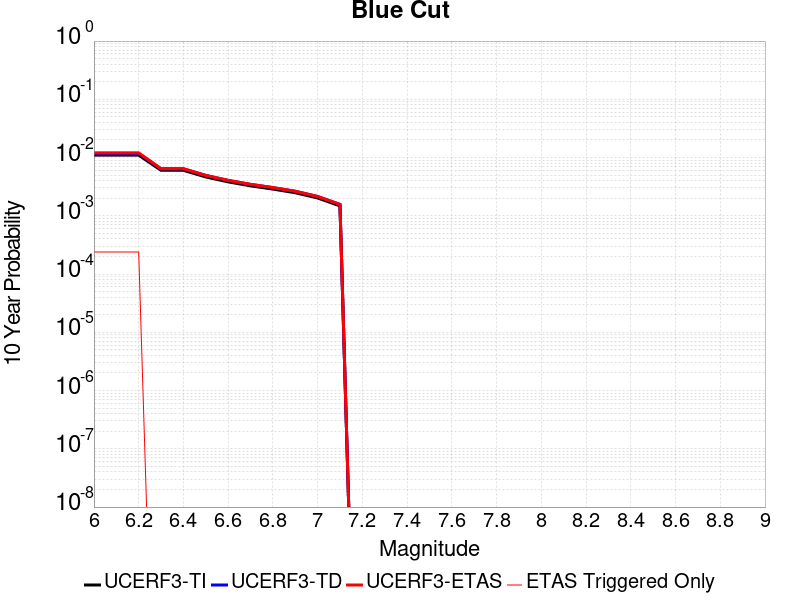 Blue Cut
10^0
10^-1
10^-2
10^-3
10^-4
10^-5
10^-6
10^-7
10^-8
10 Year Probability
6 6.2 6.4 6.6 6.8 7 7.2 7.4 7.6 7.8 8 8.2 8.4 8.6 8.8 9
Magnitude
UCERF3-TI UCERF3-TD UCERF3-ETAS ETAS Triggered Only